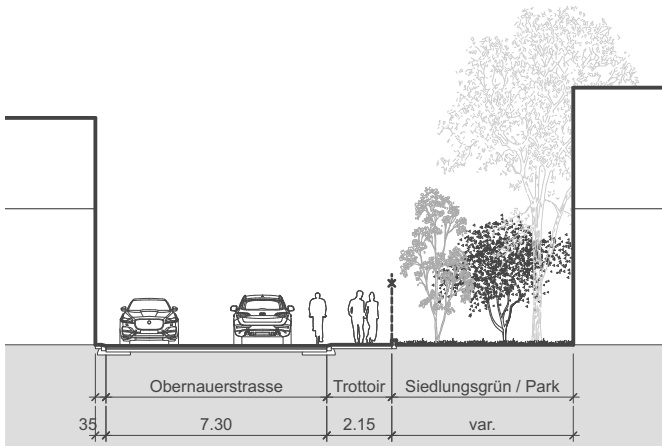 Obernauerstrasse Trottoir Siedlungsgrün / Park
35 7.30 2.15 var.